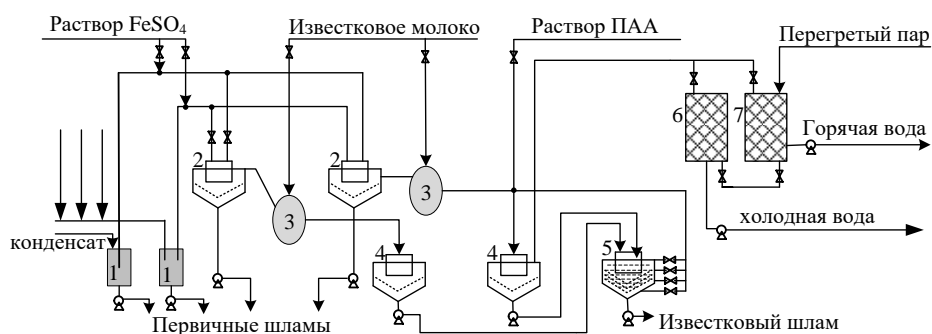 Раствор FeSO₄
Известковое молоко
Раствор ПАА
Перегретый пар
6
7
Горячая вода
2
2
3
3
холодная вода
конденсат
1
1
4
4
5
Первичные шламы
Известковый шлам